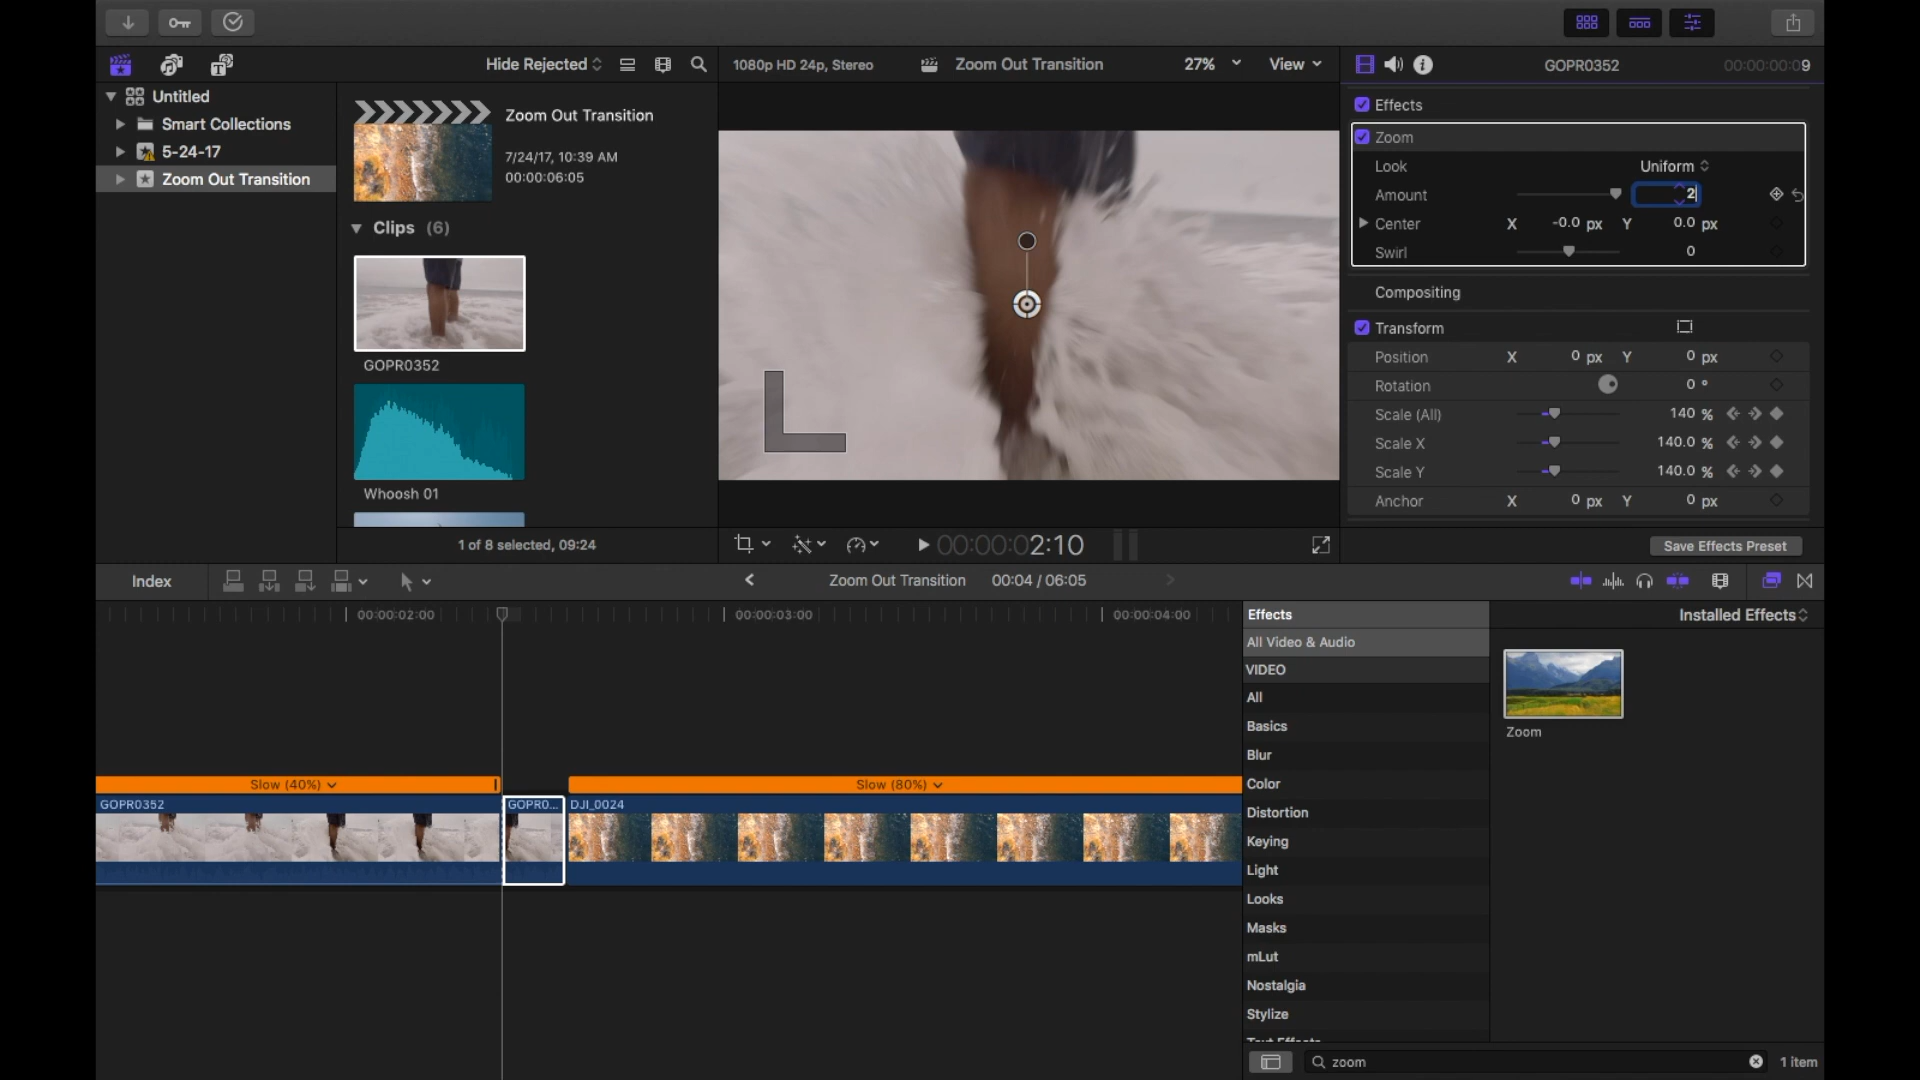 Hide Rejected
1080p HD 24p, Stereo
Zoom Out Transition
27%
View
GOPR0352
00:00:00:09
Untitled
Smart Collections
5-24-17
Zoom Out Transition
Zoom Out Transition
7/24/17, 10:39 AM
00:00:06:05
Clips (6)
GOPR0352
Whoosh 01
1 of 8 selected, 09:24
00:00:02:10
Effects
Zoom
Look Uniform
Amount 2
Center X -0.0 px Y 0.0 px
Swirl 0
Compositing
Transform
Position X 0 px Y 0 px
Rotation 0 °
Scale (All) 140 %
Scale X 140.0 %
Scale Y 140.0 %
Anchor X 0 px Y 0 px
Save Effects Preset
Index
Zoom Out Transition 00:04 / 06:05
00:00:02:00
00:00:03:00
00:00:04:00
Slow (40%)
Slow (80%)
GOPR0352
GOPR0...
DJI_0024
Effects
Installed Effects
All Video & Audio
VIDEO
All
Basics
Blur
Color
Distortion
Keying
Light
Looks
Masks
mLut
Nostalgia
Stylize
Zoom
zoom
1 item